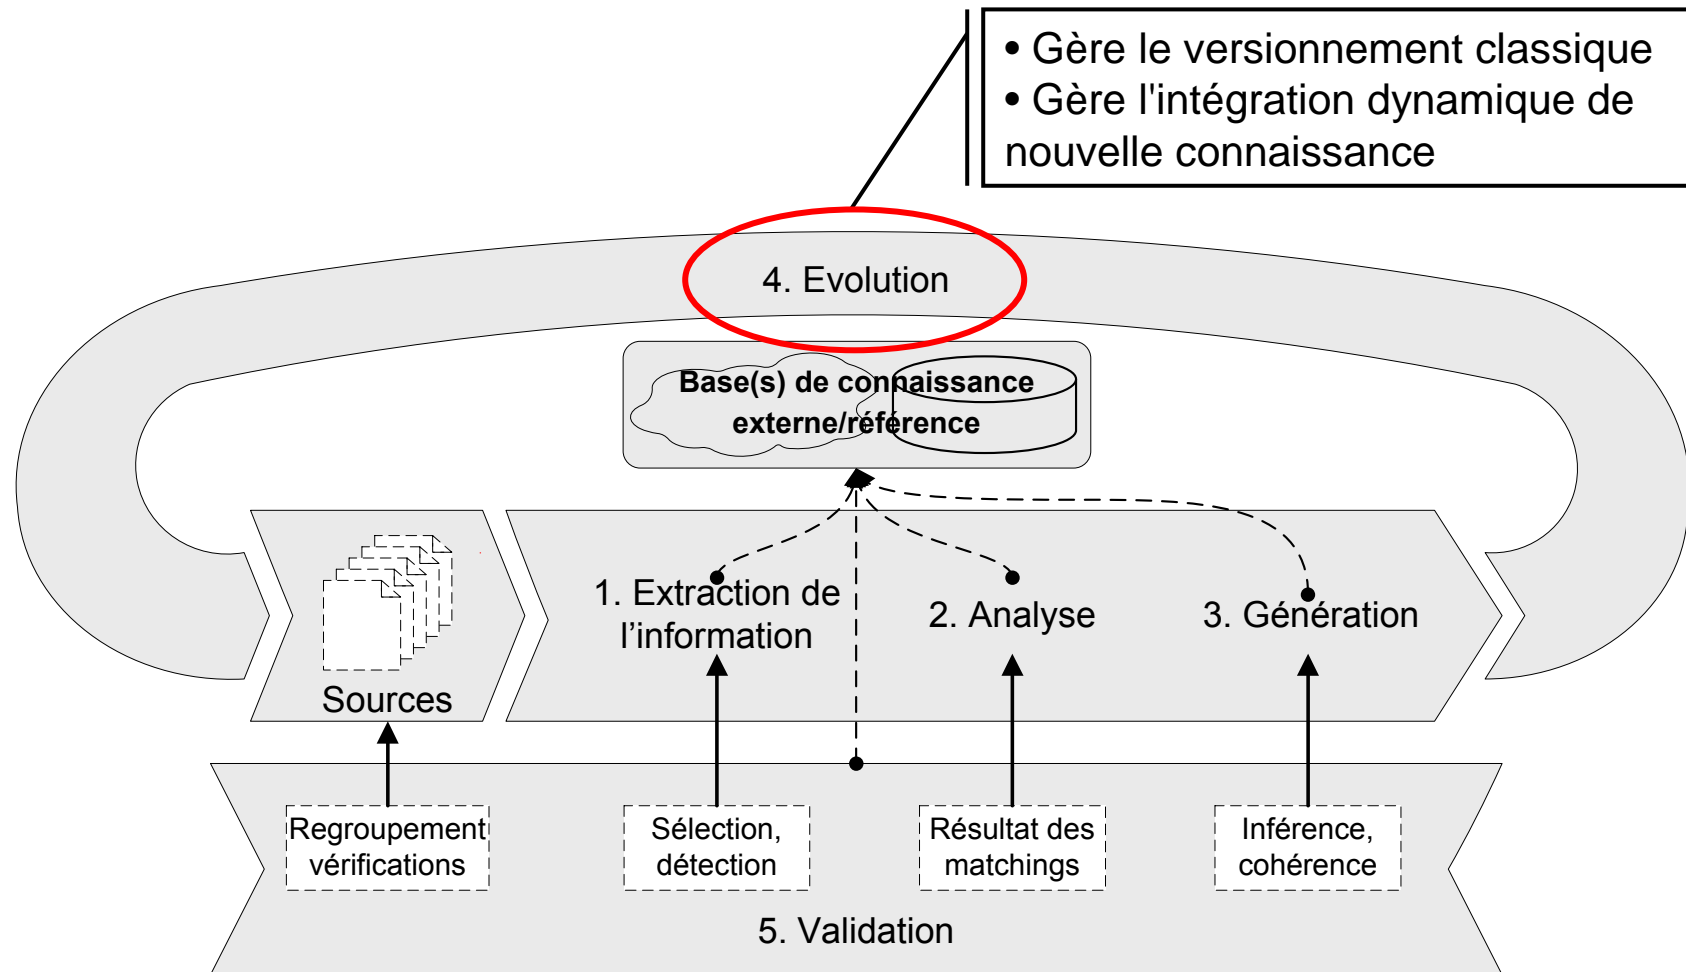 • Gère le versionnement classique
• Gère l'intégration dynamique de
nouvelle connaissance
4. Evolution
Base(s) de connaissance
externe/référence
1. Extraction de
l’information
2. Analyse
3. Génération
Sources
Regroupement
vérifications
Sélection,
détection
Résultat des
matchings
Inférence,
cohérence
5. Validation